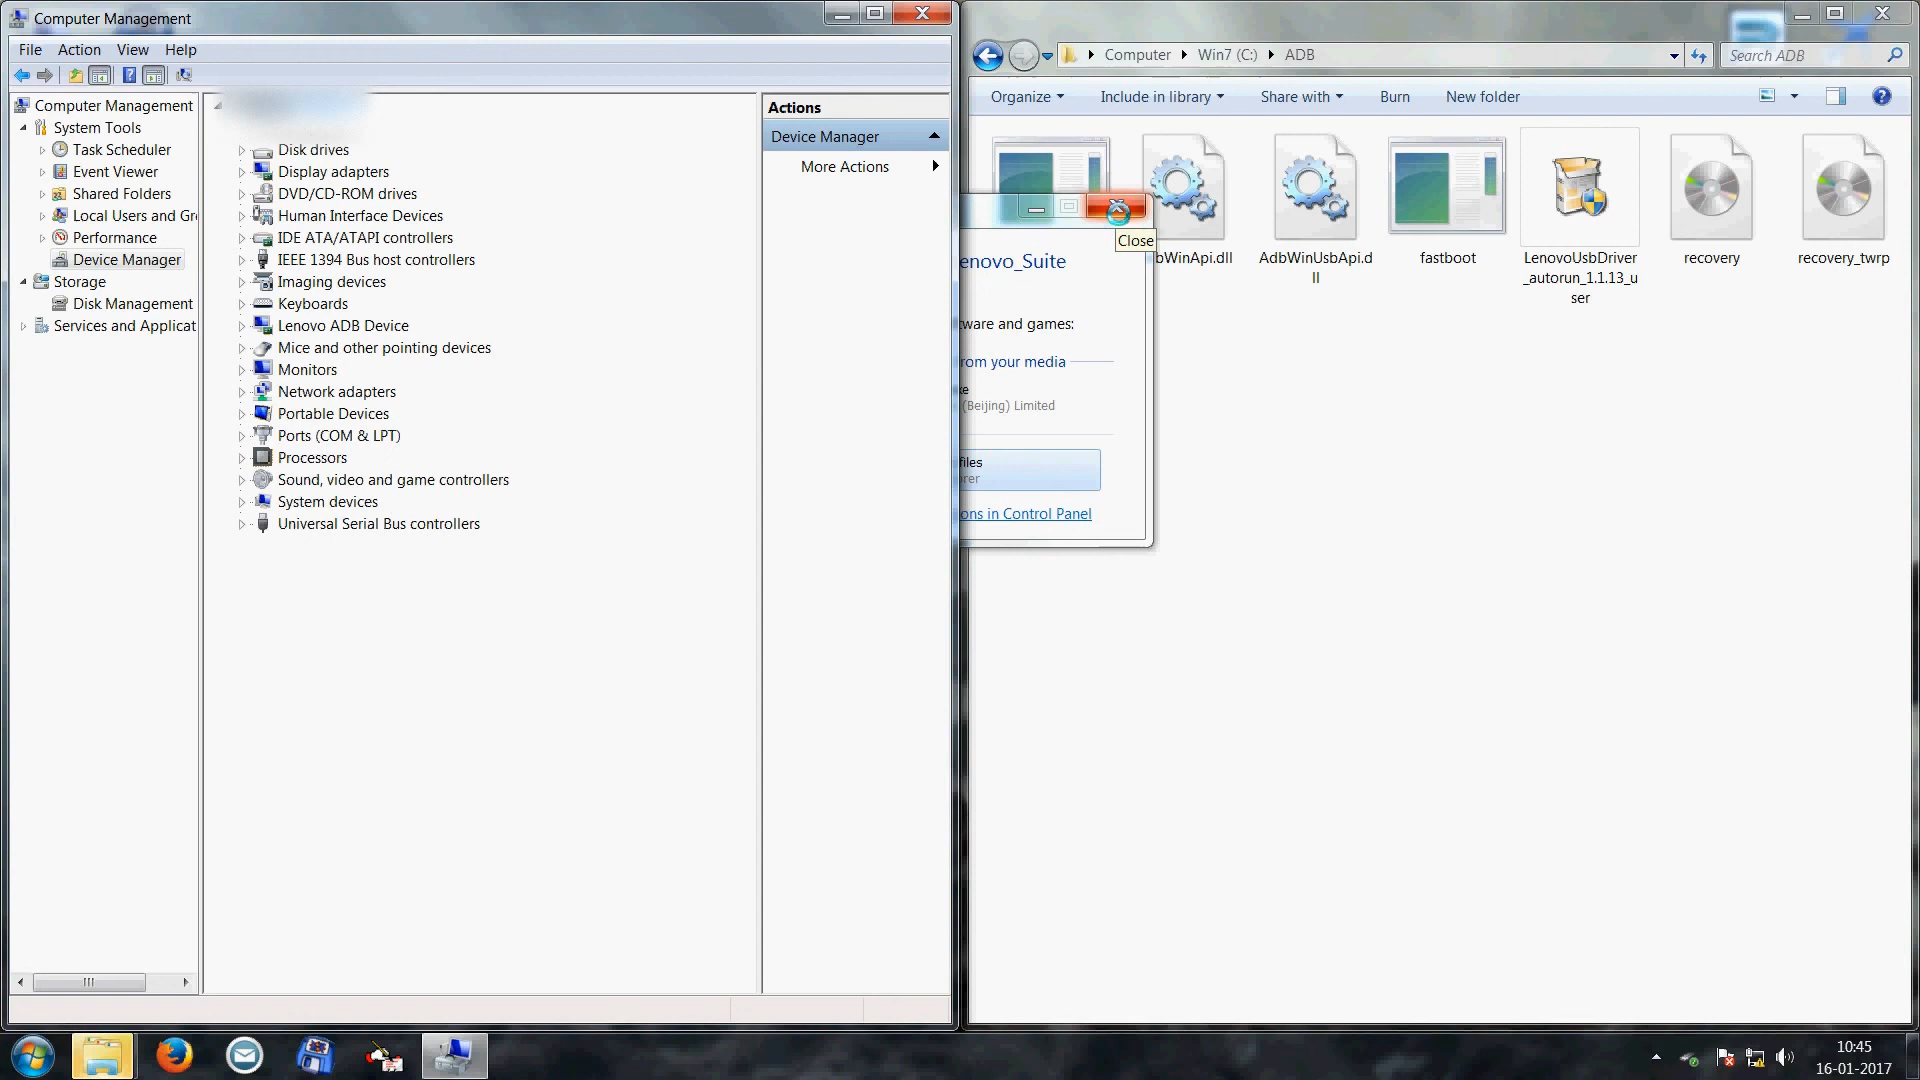 Computer Management
File Action View Help
Computer Management
System Tools
Task Scheduler
Event Viewer
Shared Folders
Local Users and Gr
Performance
Device Manager
Storage
Disk Management
Services and Applicat
Disk drives
Display adapters
DVD/CD-ROM drives
Human Interface Devices
IDE ATA/ATAPI controllers
IEEE 1394 Bus host controllers
Imaging devices
Keyboards
Lenovo ADB Device
Mice and other pointing devices
Monitors
Network adapters
Portable Devices
Ports (COM & LPT)
Processors
Sound, video and game controllers
System devices
Universal Serial Bus controllers
Actions
Device Manager
More Actions
Computer Win7 (C:) ADB
Search ADB
Organize Include in library Share with Burn New folder
bWinApi.dll
AdbWinUsbApi.d
ll
fastboot
LenovoUsbDriver
_autorun_1.1.13_u
ser
recovery
recovery_twrp
Close
enovo_Suite
tware and games:
rom your media
(Beijing) Limited
files
rer
ons in Control Panel
10:45
16-01-2017